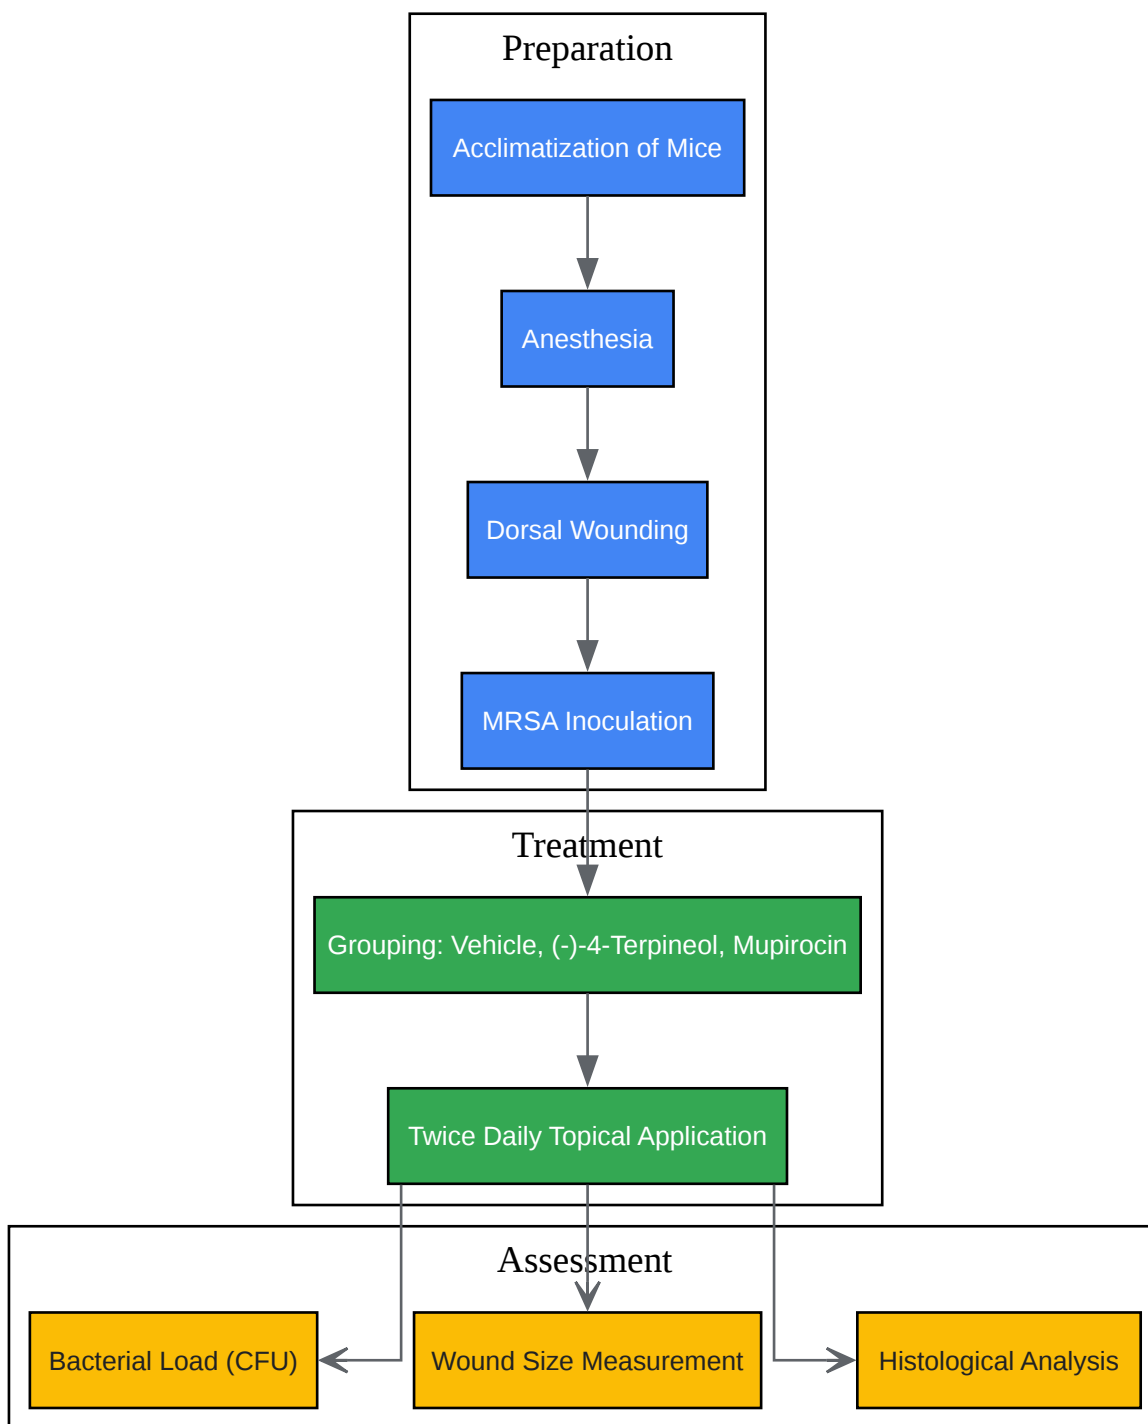 Preparation
Acclimatization of Mice
Anesthesia
Dorsal Wounding
MRSA Inoculation
Treatment
Grouping: Vehicle, (-)-4-Terpineol, Mupirocin
Twice Daily Topical Application
Assessment
Bacterial Load (CFU)
Wound Size Measurement
Histological Analysis